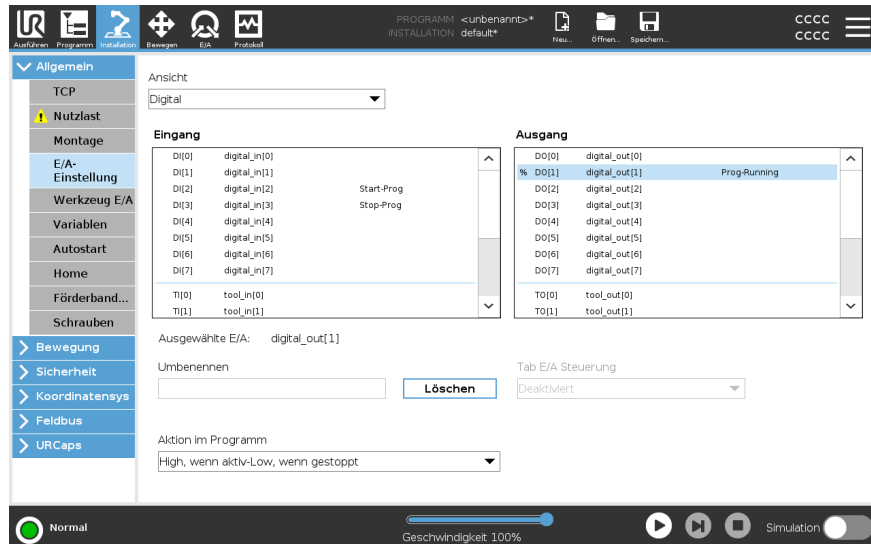 PROGRAMM <unbenannt>*
INSTALLATION default*
Ausführen Programm Installation Bewegen E/A Protokoll
Neu... Öffnen... Speichern...
CCCC
CCCC
Allgemein
TCP
Nutzlast
Montage
E/A-
Einstellung
Werkzeug E/A
Variablen
Autostart
Home
Förderband...
Schrauben
Bewegung
Sicherheit
Koordinatensys
Feldbus
URCaps
Ansicht
Digital
Eingang
DI[0] digital_in[0]
DI[1] digital_in[1]
DI[2] digital_in[2] Start-Prog
DI[3] digital_in[3] Stop-Prog
DI[4] digital_in[4]
DI[5] digital_in[5]
DI[6] digital_in[6]
DI[7] digital_in[7]
TI[0] tool_in[0]
TI[1] tool_in[1]
Ausgang
DO[0] digital_out[0]
% DO[1] digital_out[1] Prog-Running
DO[2] digital_out[2]
DO[3] digital_out[3]
DO[4] digital_out[4]
DO[5] digital_out[5]
DO[6] digital_out[6]
DO[7] digital_out[7]
TO[0] tool_out[0]
TO[1] tool_out[1]
Ausgewählte E/A: digital_out[1]
Umbenennen
Löschen
Tab E/A Steuerung
Deaktiviert
Aktion im Programm
High, wenn aktiv-Low, wenn gestoppt
Normal
Geschwindigkeit 100%
Simulation